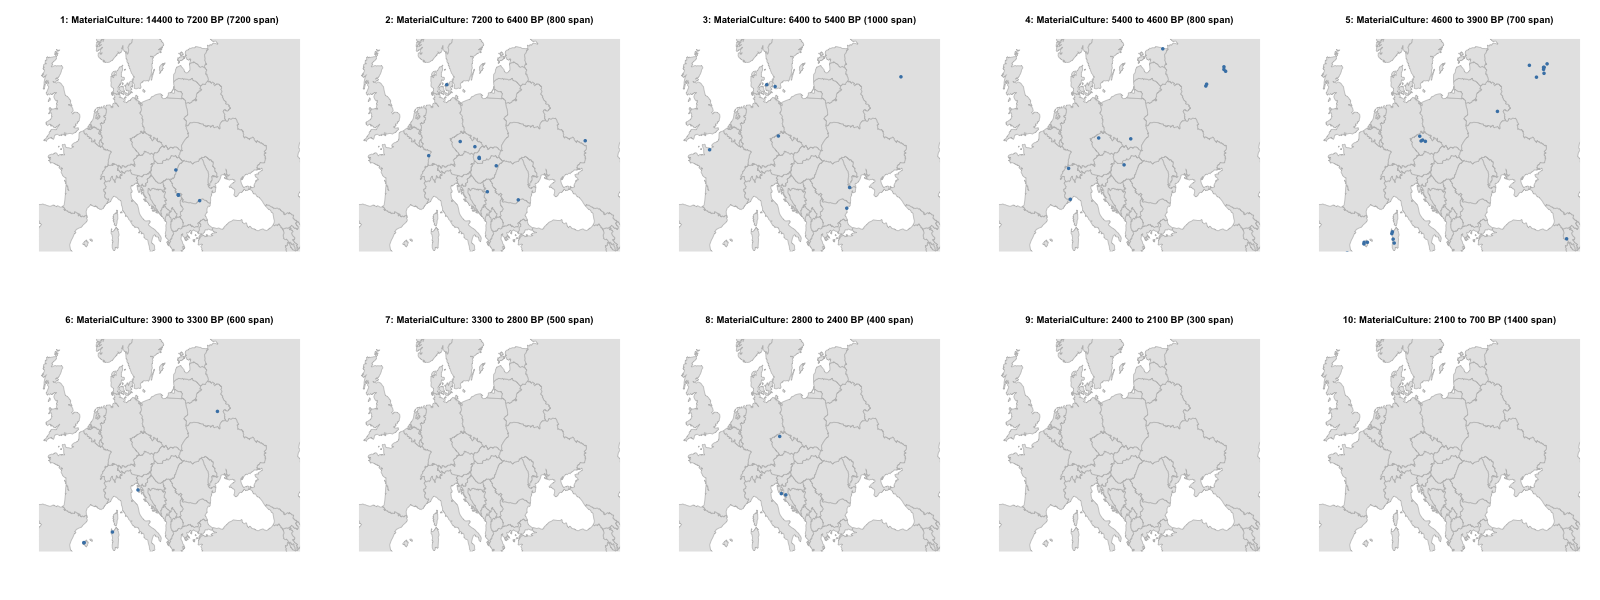 1: MaterialCulture: 14400 to 7200 BP (7200 span)
2: MaterialCulture: 7200 to 6400 BP (800 span)
3: MaterialCulture: 6400 to 5400 BP (1000 span)
4: MaterialCulture: 5400 to 4600 BP (800 span)
5: MaterialCulture: 4600 to 3900 BP (700 span)
6: MaterialCulture: 3900 to 3300 BP (600 span)
7: MaterialCulture: 3300 to 2800 BP (500 span)
8: MaterialCulture: 2800 to 2400 BP (400 span)
9: MaterialCulture: 2400 to 2100 BP (300 span)
10: MaterialCulture: 2100 to 700 BP (1400 span)